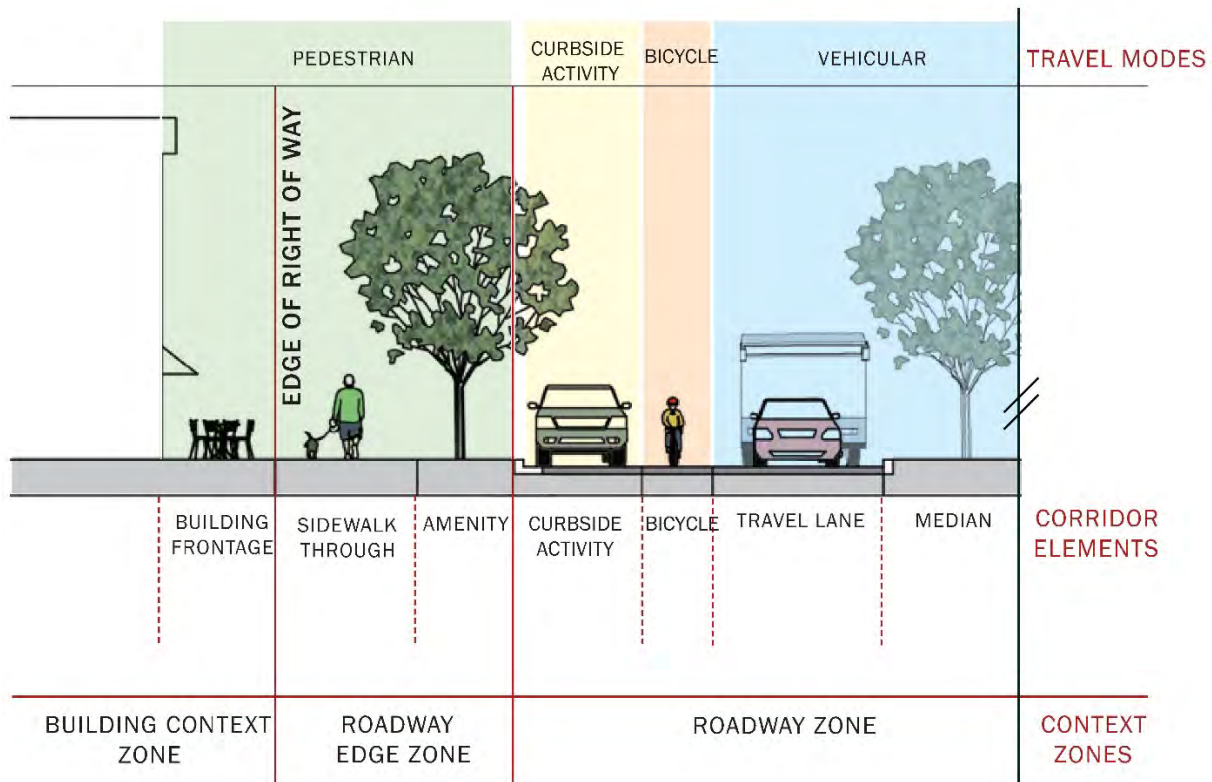 PEDESTRIAN
CURBSIDE
ACTIVITY
BICYCLE
VEHICULAR
TRAVEL MODES
EDGE OF RIGHT OF WAY
BUILDING
FRONTAGE
SIDEWALK
THROUGH
AMENITY
CURBSIDE
ACTIVITY
BICYCLE
TRAVEL LANE
MEDIAN
CORRIDOR
ELEMENTS
BUILDING CONTEXT
ZONE
ROADWAY
EDGE ZONE
ROADWAY ZONE
CONTEXT
ZONES